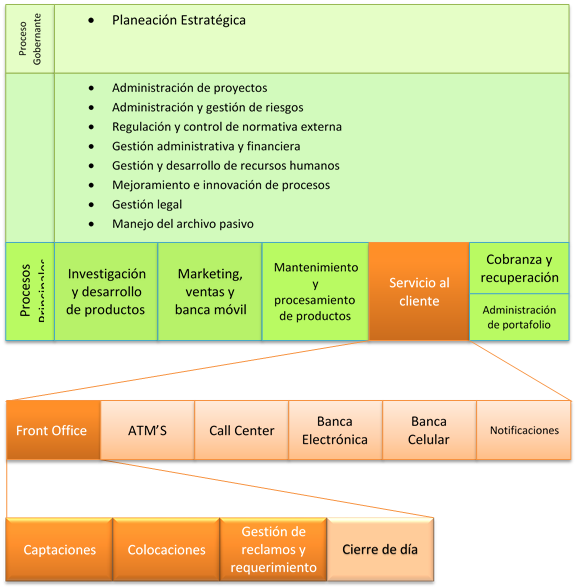 Proceso
Gobernante
• Planeación Estratégica
• Administración de proyectos
• Administración y gestión de riesgos
• Regulación y control de normativa externa
• Gestión administrativa y financiera
• Gestión y desarrollo de recursos humanos
• Mejoramiento e innovación de procesos
• Gestión legal
• Manejo del archivo pasivo
Procesos
Principales
Investigación
y desarrollo
de productos
Marketing,
ventas y
banca móvil
Mantenimiento
y
procesamiento
de productos
Servicio al
cliente
Cobranza y
recuperación
Administración
de portafolio
Front Office
ATM’S
Call Center
Banca
Electrónica
Banca
Celular
Notificaciones
Captaciones
Colocaciones
Gestión de
reclamos y
requerimiento
Cierre de día